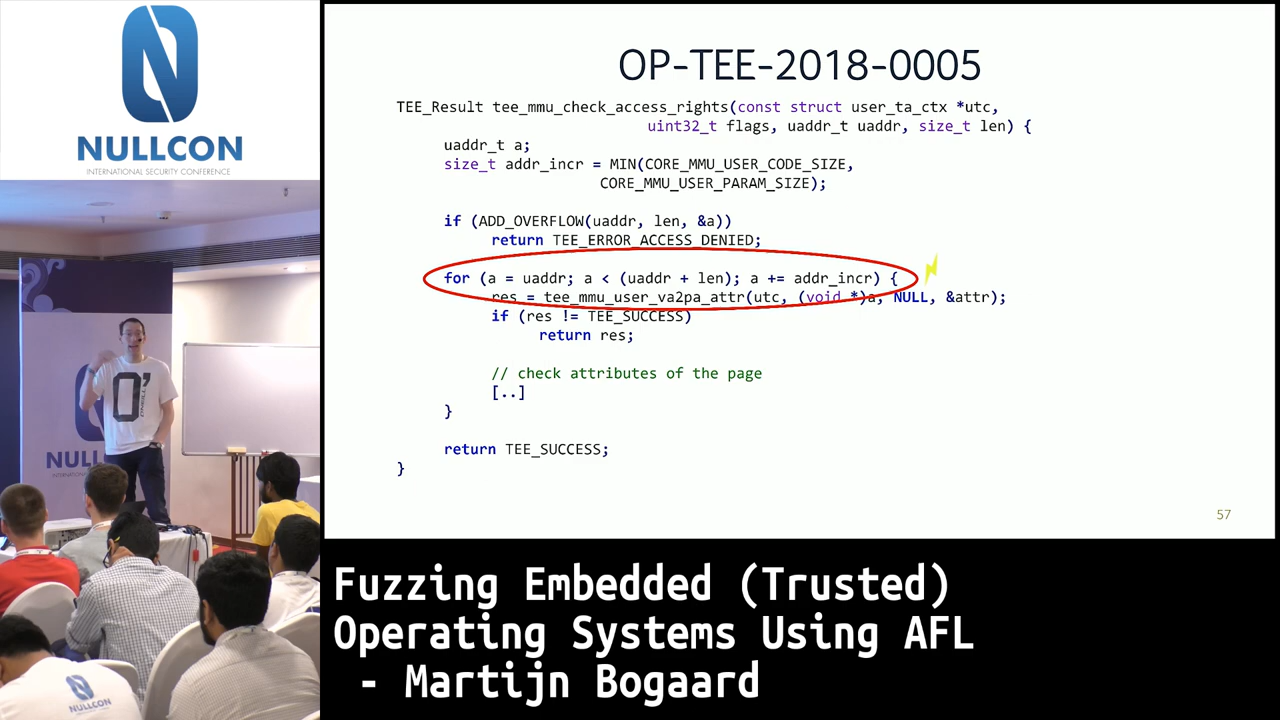 NULLCON
INTERNATIONAL SECURITY CONFERENCE
OP-TEE-2018-0005
TEE_Result tee_mmu_check_access_rights(const struct user_ta_ctx *utc,
uint32_t flags, uaddr_t uaddr, size_t len) {
uaddr_t a;
size_t addr_incr = MIN(CORE_MMU_USER_CODE_SIZE,
CORE_MMU_USER_PARAM_SIZE);
if (ADD_OVERFLOW(uaddr, len, &a))
return TEE_ERROR_ACCESS_DENIED;
for (a = uaddr; a < (uaddr + len); a += addr_incr) {
res = tee_mmu_user_va2pa_attr(utc, (void *)a, NULL, &attr);
if (res != TEE_SUCCESS)
return res;
// check attributes of the page
[..]
}
return TEE_SUCCESS;
}
57
NULL
O'
NULLCON
Fuzzing Embedded (Trusted)
Operating Systems Using AFL
- Martijn Bogaard